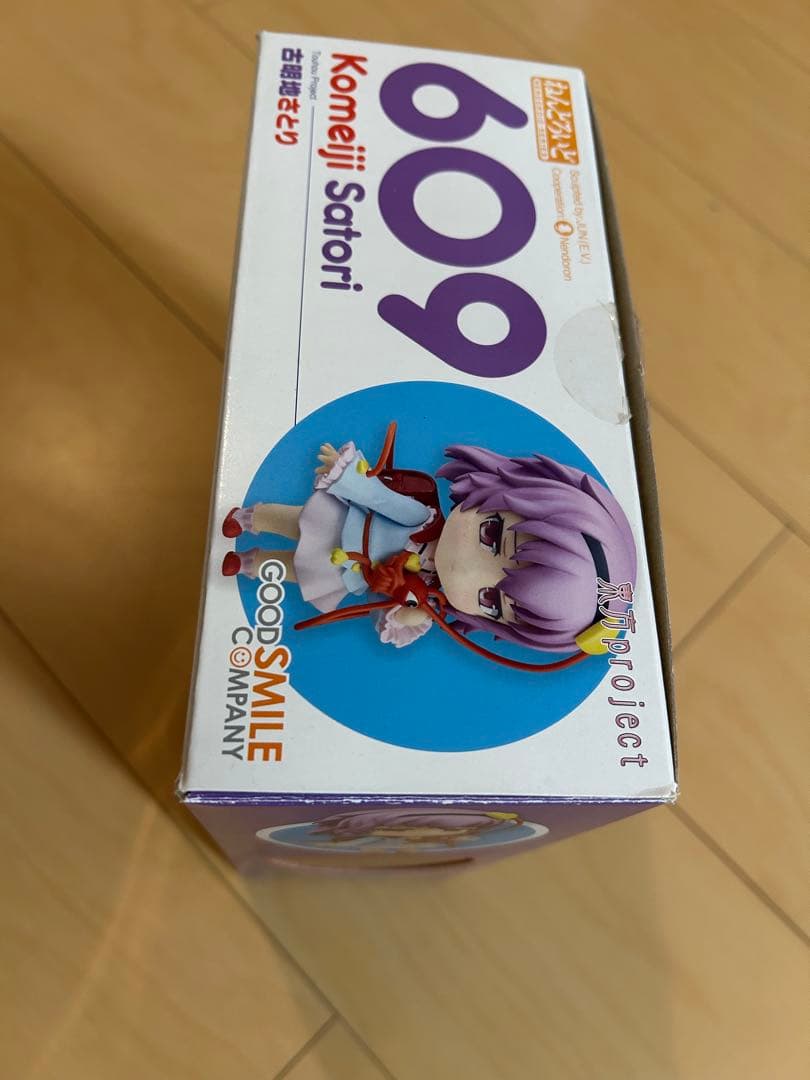 ねんどろいど
Sculpted by JUN(E.V.)
Cooperation Nendoron
609
Komeiji Satori
Touhou Project
古明地さとり
東方project
GOODSMILE
COMPANY